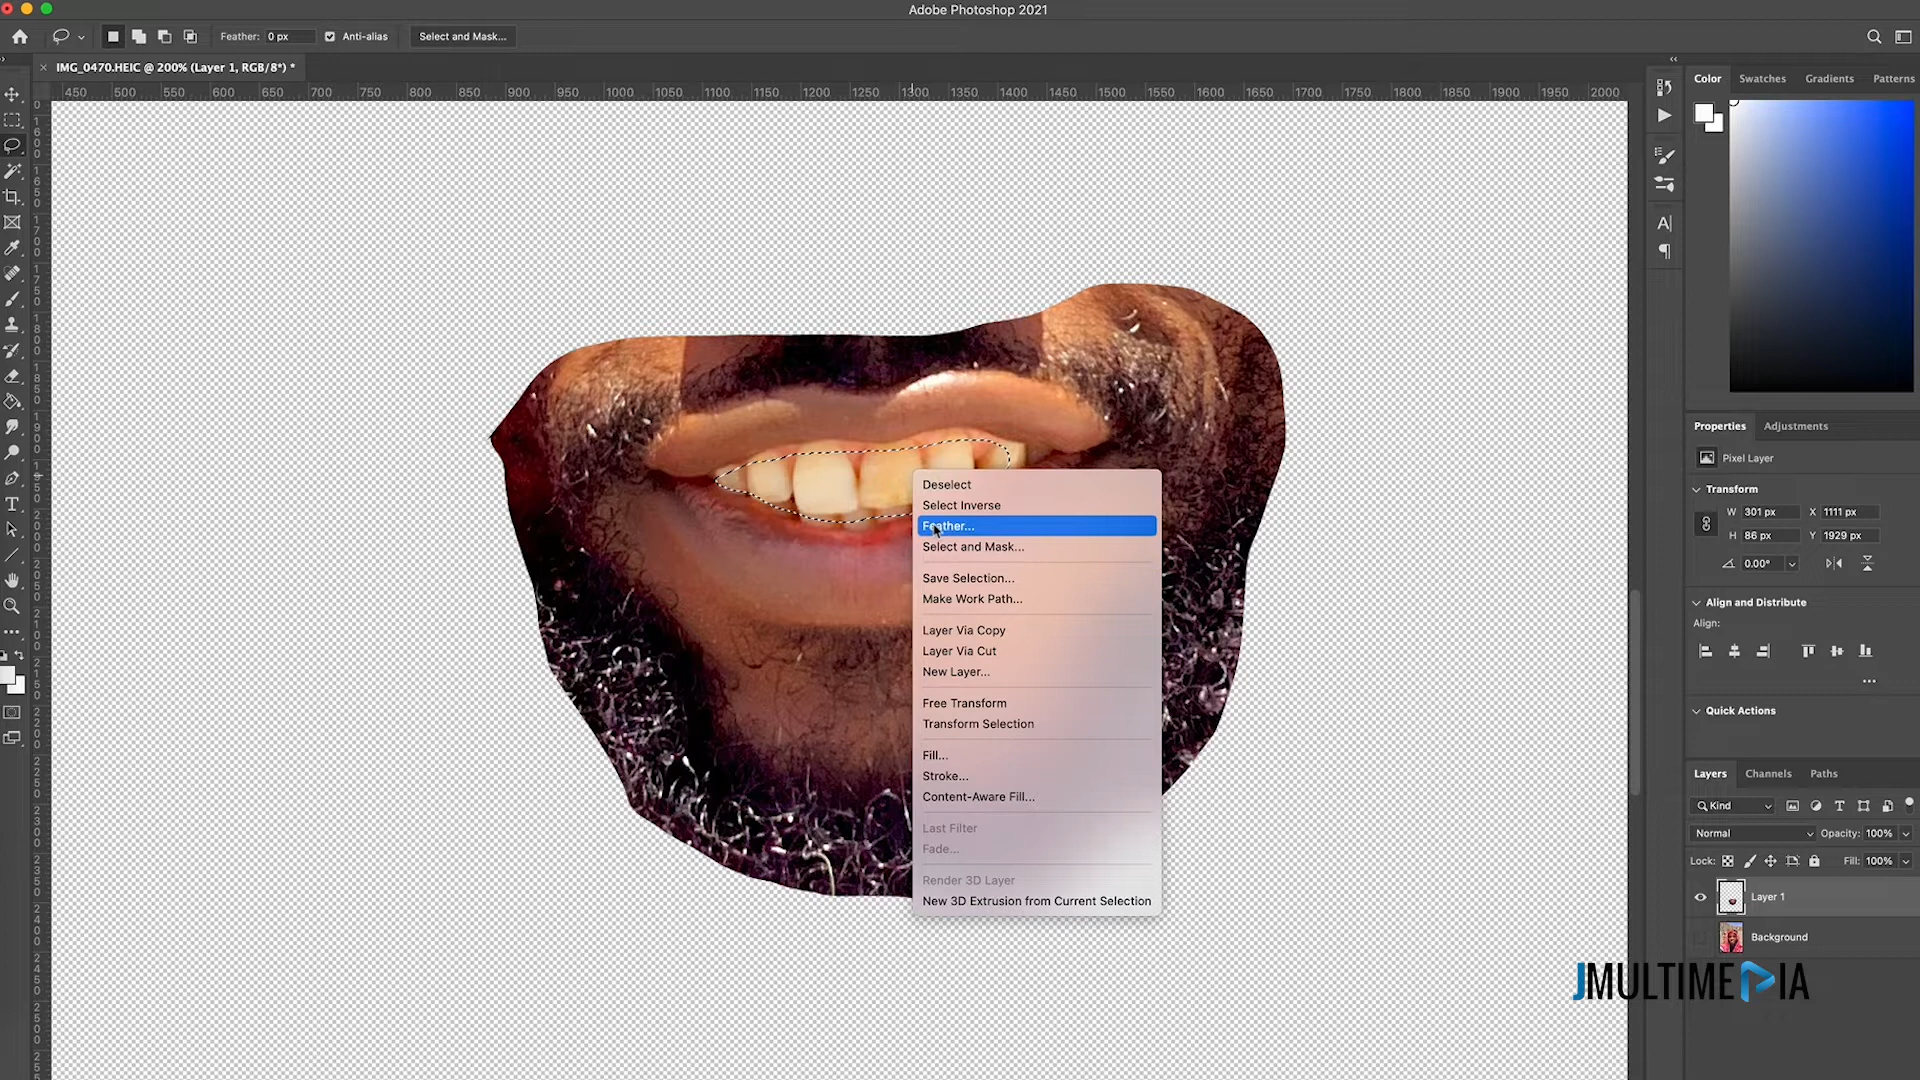 Adobe Photoshop 2021
Feather: 0 px Anti-alias Select and Mask...
× IMG_0470.HEIC @ 200% (Layer 1, RGB/8*) *
450 500 550 600 650 700 750 800 850 900 950 1000 1050 1100 1150 1200 1250 1300 1350 1400 1450 1500 1550 1600 1650 1700 1750 1800 1850 1900 1950 2000
Color Swatches Gradients Patterns
Properties Adjustments
Pixel Layer
Transform
W 301 px X 1111 px
H 86 px Y 1929 px
0.00°
Align and Distribute
Align:
Quick Actions
Layers Channels Paths
Kind
Normal Opacity: 100%
Lock: Fill: 100%
Layer 1
Background
Deselect
Select Inverse
Feather...
Select and Mask...
Save Selection...
Make Work Path...
Layer Via Copy
Layer Via Cut
New Layer...
Free Transform
Transform Selection
Fill...
Stroke...
Content-Aware Fill...
Last Filter
Fade...
Render 3D Layer
New 3D Extrusion from Current Selection
JMULTIMEDIA